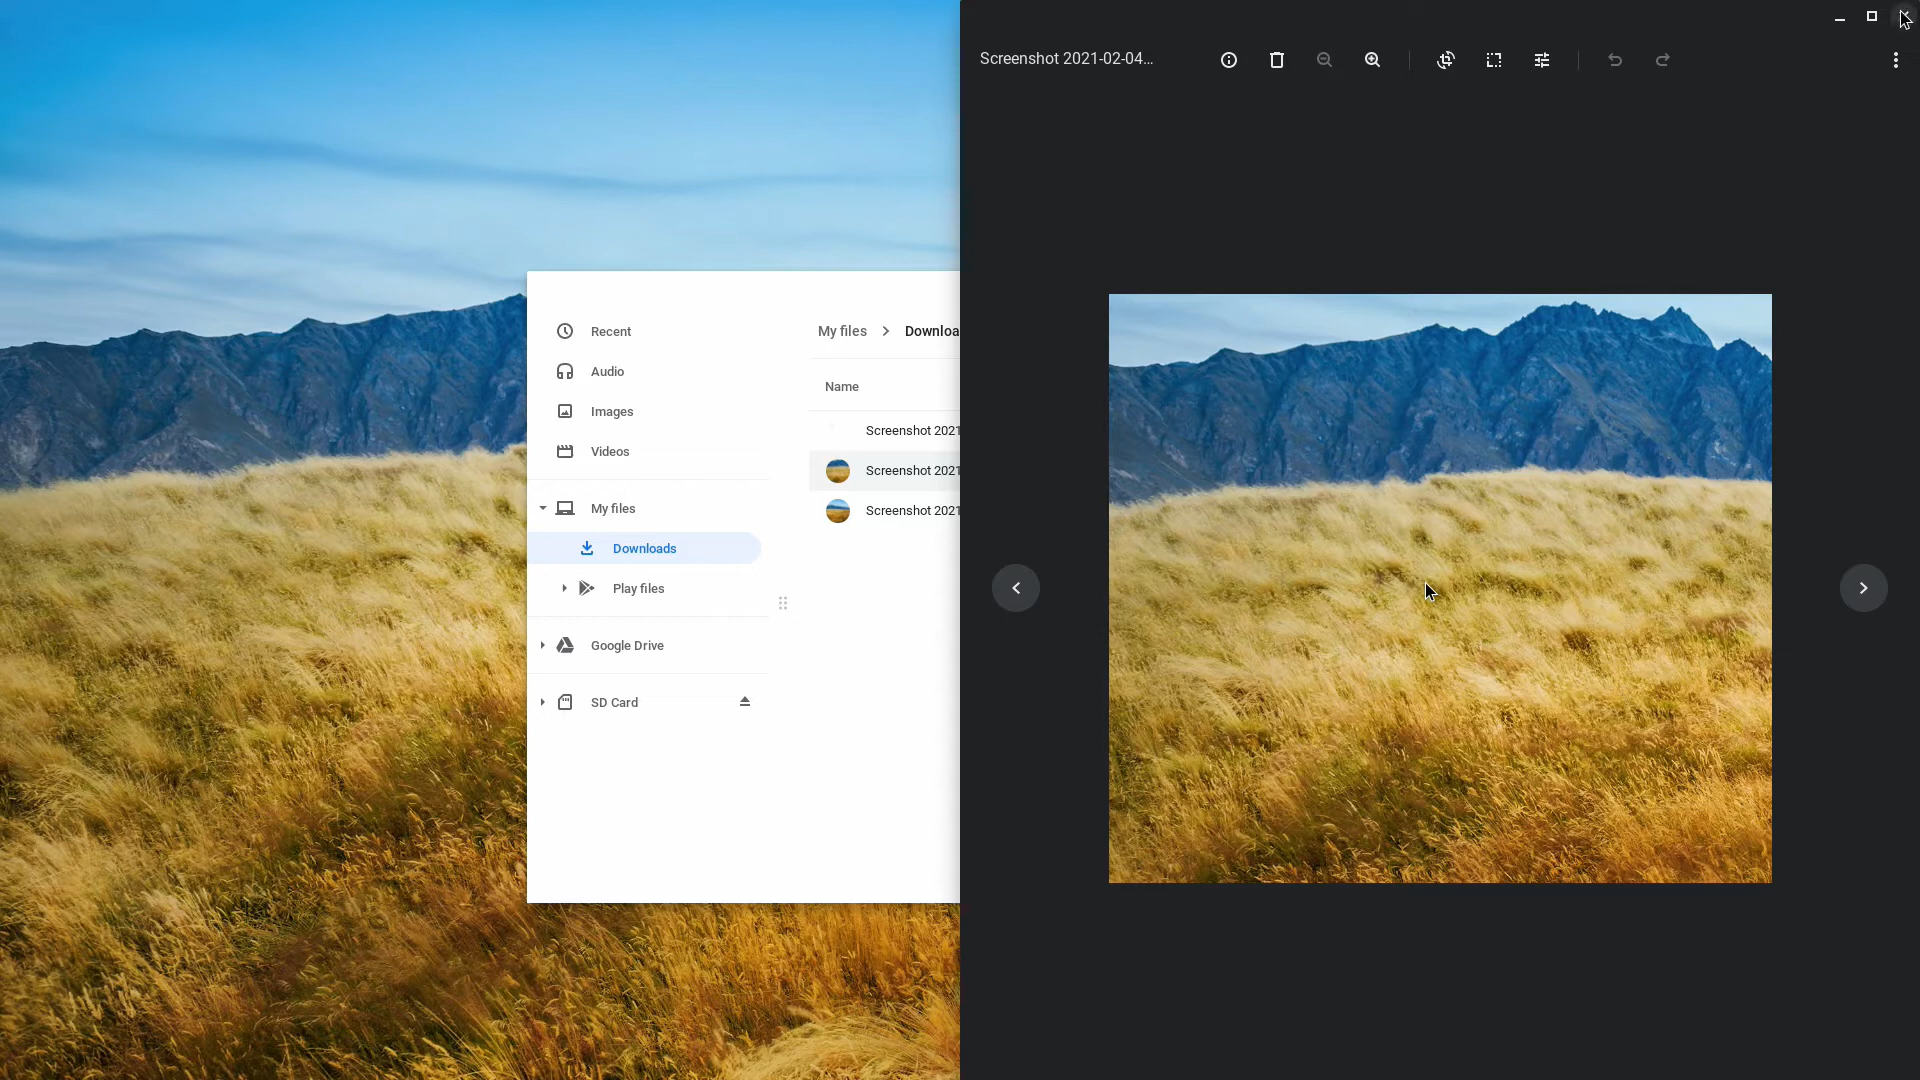 Screenshot 2021-02-04...
Recent
Audio
Images
Videos
My files
Downloads
Play files
Google Drive
SD Card
My files
Downloa
Name
Screenshot 2021
Screenshot 2021
Screenshot 2021